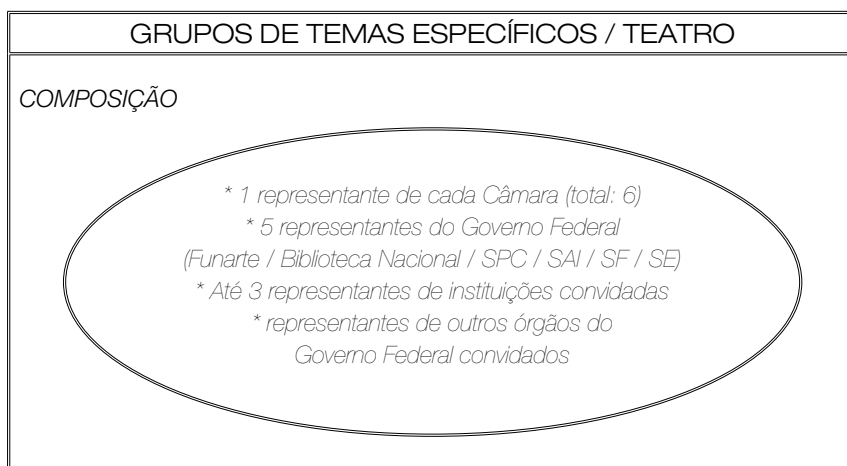 GRUPOS DE TEMAS ESPECÍFICOS / TEATRO
COMPOSIÇÃO
* 1 representante de cada Câmara (total: 6)
* 5 representantes do Governo Federal
(Funarte / Biblioteca Nacional / SPC / SAI / SF / SE)
* Até 3 representantes de instituições convidadas
* representantes de outros órgãos do
Governo Federal convidados